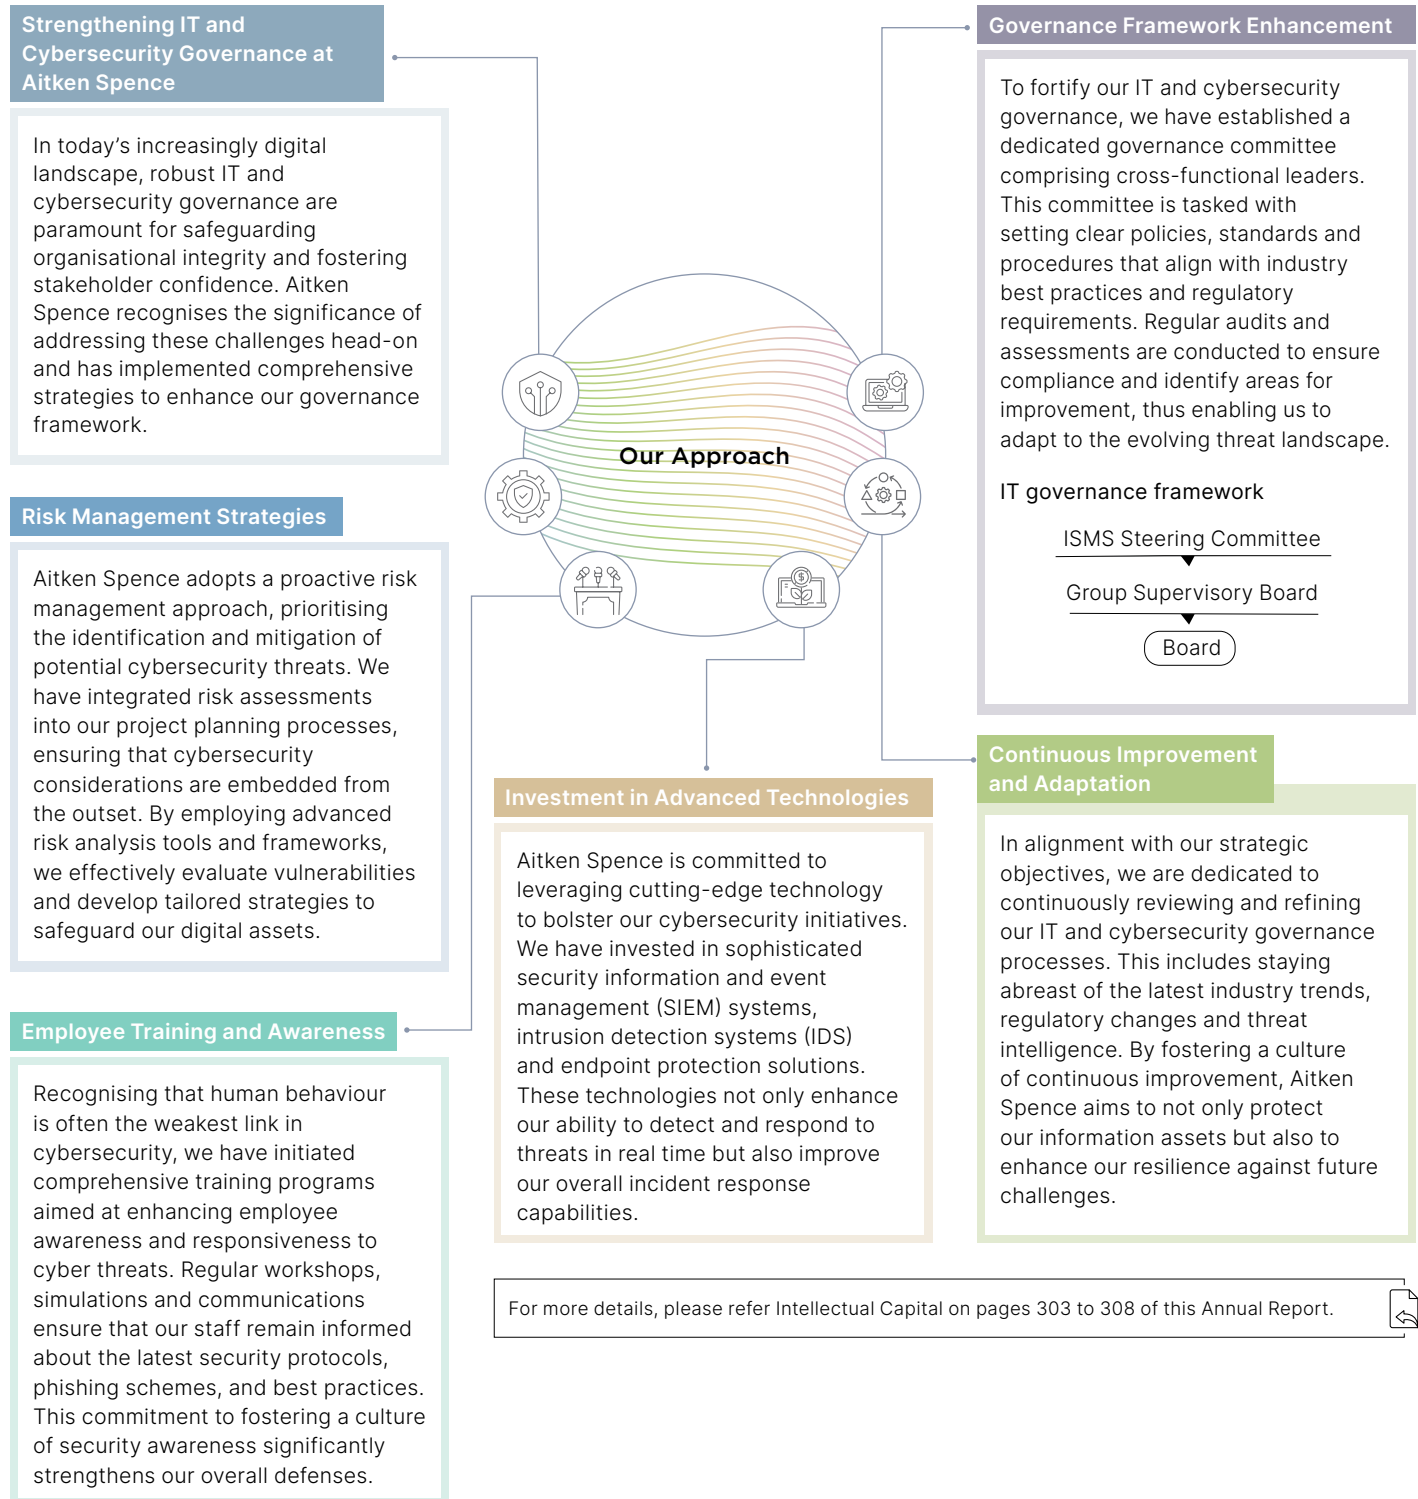 Strengthening IT and
Cybersecurity Governance at
Aitken Spence
In today's increasingly digital
landscape, robust IT and
cybersecurity governance are
paramount for safeguarding
organisational integrity and fostering
stakeholder confidence. Aitken
Spence recognises the significance of
addressing these challenges head-on
and has implemented comprehensive
strategies to enhance our governance
framework.
Risk Management Strategies
Aitken Spence adopts a proactive risk
management approach, prioritising
the identification and mitigation of
potential cybersecurity threats. We
have integrated risk assessments
into our project planning processes,
ensuring that cybersecurity
considerations are embedded from
the outset. By employing advanced
risk analysis tools and frameworks,
we effectively evaluate vulnerabilities
and develop tailored strategies to
safeguard our digital assets.
Employee Training and Awareness
Recognising that human behaviour
is often the weakest link in
cybersecurity, we have initiated
comprehensive training programs
aimed at enhancing employee
awareness and responsiveness to
cyber threats. Regular workshops,
simulations and communications
ensure that our staff remain informed
about the latest security protocols,
phishing schemes, and best practices.
This commitment to fostering a culture
of security awareness significantly
strengthens our overall defenses.
Our Approach
$
Investment in Advanced Technologies
Aitken Spence is committed to
leveraging cutting-edge technology
to bolster our cybersecurity initiatives.
We have invested in sophisticated
security information and event
management (SIEM) systems,
intrusion detection systems (IDS)
and endpoint protection solutions.
These technologies not only enhance
our ability to detect and respond to
threats in real time but also improve
our overall incident response
capabilities.
Governance Framework Enhancement
To fortify our IT and cybersecurity
governance, we have established a
dedicated governance committee
comprising cross-functional leaders.
This committee is tasked with
setting clear policies, standards and
procedures that align with industry
best practices and regulatory
requirements. Regular audits and
assessments are conducted to ensure
compliance and identify areas for
improvement, thus enabling us to
adapt to the evolving threat landscape.
IT governance framework
ISMS Steering Committee
Group Supervisory Board
Board
Continuous Improvement
and Adaptation
In alignment with our strategic
objectives, we are dedicated to
continuously reviewing and refining
our IT and cybersecurity governance
processes. This includes staying
abreast of the latest industry trends,
regulatory changes and threat
intelligence. By fostering a culture
of continuous improvement, Aitken
Spence aims to not only protect
our information assets but also to
enhance our resilience against future
challenges.
For more details, please refer Intellectual Capital on pages 303 to 308 of this Annual Report.